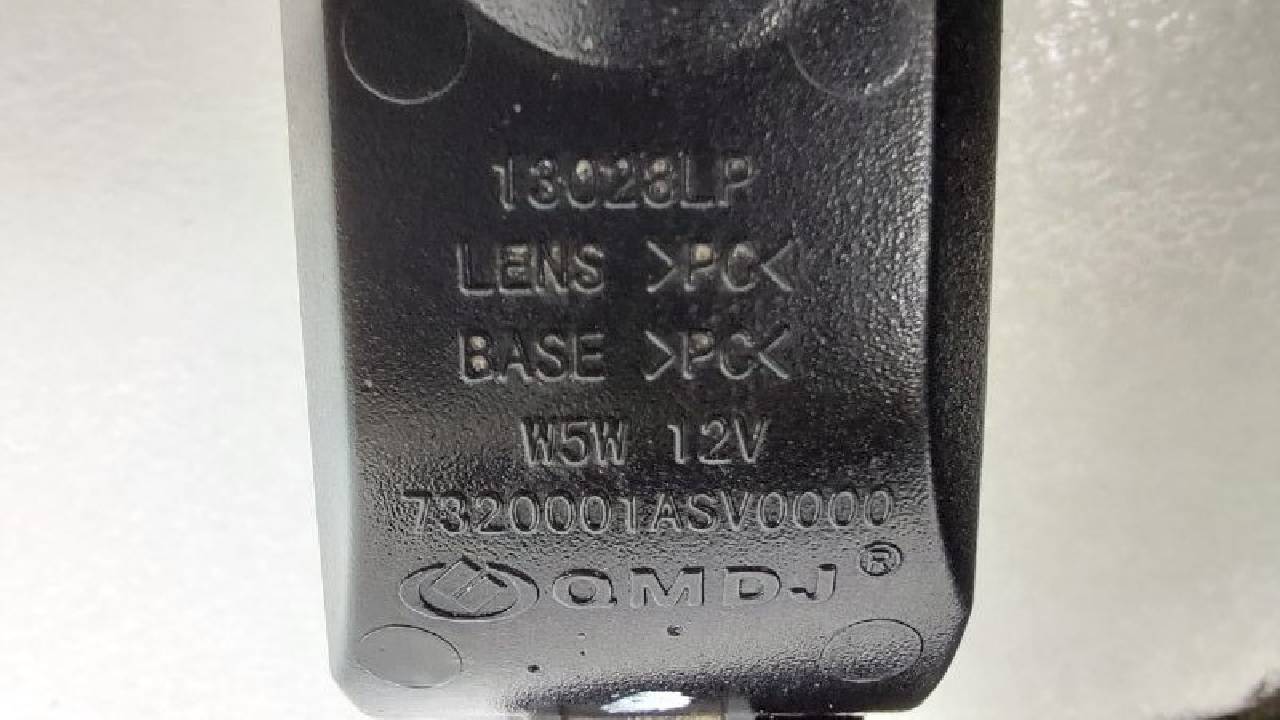 13028LP
LENS >PC<
BASE >PC<
W5W 12V
7320001ASV0000
QMDJ®